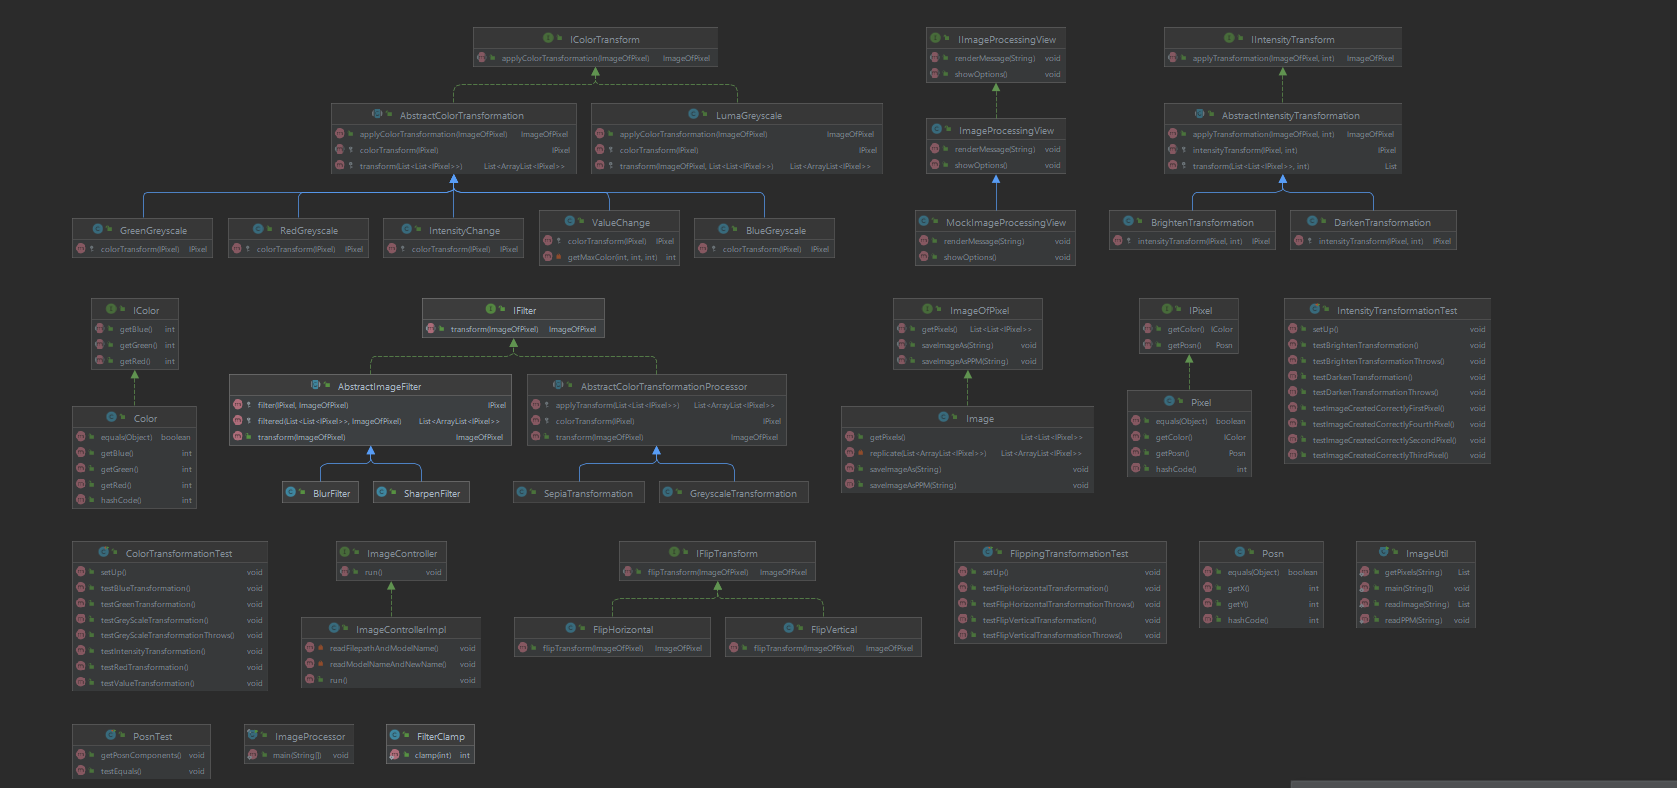 IColorTransform
applyColorTransformation(ImageOfPixel) ImageOfPixel
IImageProcessingView
renderMessage(String) void
showOptions() void
IIntensityTransform
applyTransformation(ImageOfPixel, int) ImageOfPixel
AbstractColorTransformation
applyColorTransformation(ImageOfPixel) ImageOfPixel
colorTransform(IPixel) IPixel
transform(List<List<IPixel>>) List<ArrayList<IPixel>>
LumaGreyscale
applyColorTransformation(ImageOfPixel) ImageOfPixel
colorTransform(IPixel) IPixel
transform(ImageOfPixel, List<List<IPixel>>) List<ArrayList<IPixel>>
ImageProcessingView
renderMessage(String) void
showOptions() void
AbstractIntensityTransformation
applyTransformation(ImageOfPixel, int) ImageOfPixel
intensityTransform(IPixel, int) IPixel
transform(List<List<IPixel>>, int) List
GreenGreyscale
colorTransform(IPixel) IPixel
RedGreyscale
colorTransform(IPixel) IPixel
IntensityChange
colorTransform(IPixel) IPixel
ValueChange
colorTransform(IPixel) IPixel
getMaxColor(int, int, int) int
BlueGreyscale
colorTransform(IPixel) IPixel
MockImageProcessingView
renderMessage(String) void
showOptions() void
BrightenTransformation
intensityTransform(IPixel, int) IPixel
DarkenTransformation
intensityTransform(IPixel, int) IPixel
IColor
getBlue() int
getGreen() int
getRed() int
IFilter
transform(ImageOfPixel) ImageOfPixel
ImageOfPixel
getPixels() List<List<IPixel>>
saveImageAs(String) void
saveImageAsPPM(String) void
IPixel
getColor() IColor
getPosn() Posn
IntensityTransformationTest
setUp() void
testBrightenTransformation() void
testBrightenTransformationThrows() void
testDarkenTransformation() void
testDarkenTransformationThrows() void
testImageCreatedCorrectlyFirstPixel() void
testImageCreatedCorrectlyFourthPixel() void
testImageCreatedCorrectlySecondPixel() void
testImageCreatedCorrectlyThirdPixel() void
Color
equals(Object) boolean
getBlue() int
getGreen() int
getRed() int
hashCode() int
AbstractImageFilter
filter(IPixel, ImageOfPixel) IPixel
filtered(List<List<IPixel>>, ImageOfPixel) List<ArrayList<IPixel>>
transform(ImageOfPixel) ImageOfPixel
AbstractColorTransformationProcessor
applyTransform(List<List<IPixel>>) List<ArrayList<IPixel>>
colorTransform(IPixel) IPixel
transform(ImageOfPixel) ImageOfPixel
Image
getPixels() List<List<IPixel>>
replicate(List<ArrayList<IPixel>>) List<ArrayList<IPixel>>
saveImageAs(String) void
saveImageAsPPM(String) void
Pixel
equals(Object) boolean
getColor() IColor
getPosn() Posn
hashCode() int
BlurFilter
SharpenFilter
SepiaTransformation
GreyscaleTransformation
ColorTransformationTest
setUp() void
testBlueTransformation() void
testGreenTransformation() void
testGreyScaleTransformation() void
testGreyScaleTransformationThrows() void
testIntensityTransformation() void
testRedTransformation() void
testValueTransformation() void
ImageController
run() void
IFlipTransform
flipTransform(ImageOfPixel) ImageOfPixel
FlippingTransformationTest
setUp() void
testFlipHorizontalTransformation() void
testFlipHorizontalTransformationThrows() void
testFlipVerticalTransformation() void
testFlipVerticalTransformationThrows() void
Posn
equals(Object) boolean
getX() int
getY() int
hashCode() int
ImageUtil
getPixels(String) List
main(String[]) void
readImage(String) List
readPPM(String) void
ImageControllerImpl
readFilepathAndModelName() void
readModelNameAndNewName() void
run() void
FlipHorizontal
flipTransform(ImageOfPixel) ImageOfPixel
FlipVertical
flipTransform(ImageOfPixel) ImageOfPixel
PosnTest
getPosnComponents() void
testEquals() void
ImageProcessor
main(String[]) void
FilterClamp
clamp(int) int